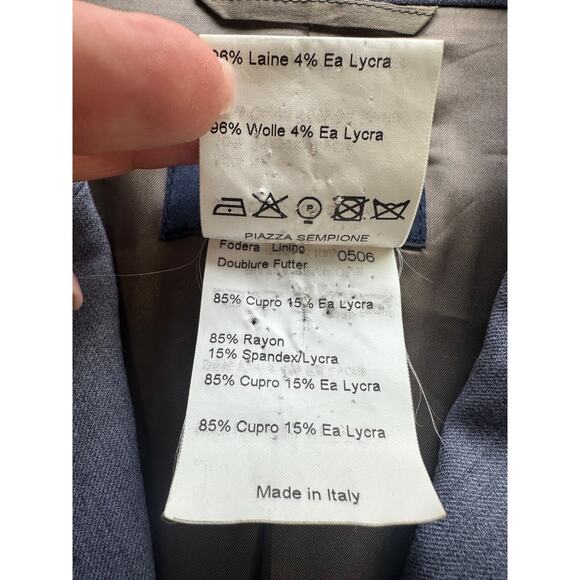 96% Laine 4% Ea Lycra
96% Wolle 4% Ea Lycra
P
PIAZZA SEMPIONE
Fodera Lining 0506
Doublure Futter
85% Cupro 15% Ea Lycra
85% Rayon
15% Spandex/Lycra
85% Cupro 15% Ea Lycra
85% Cupro 15% Ea Lycra
Made in Italy